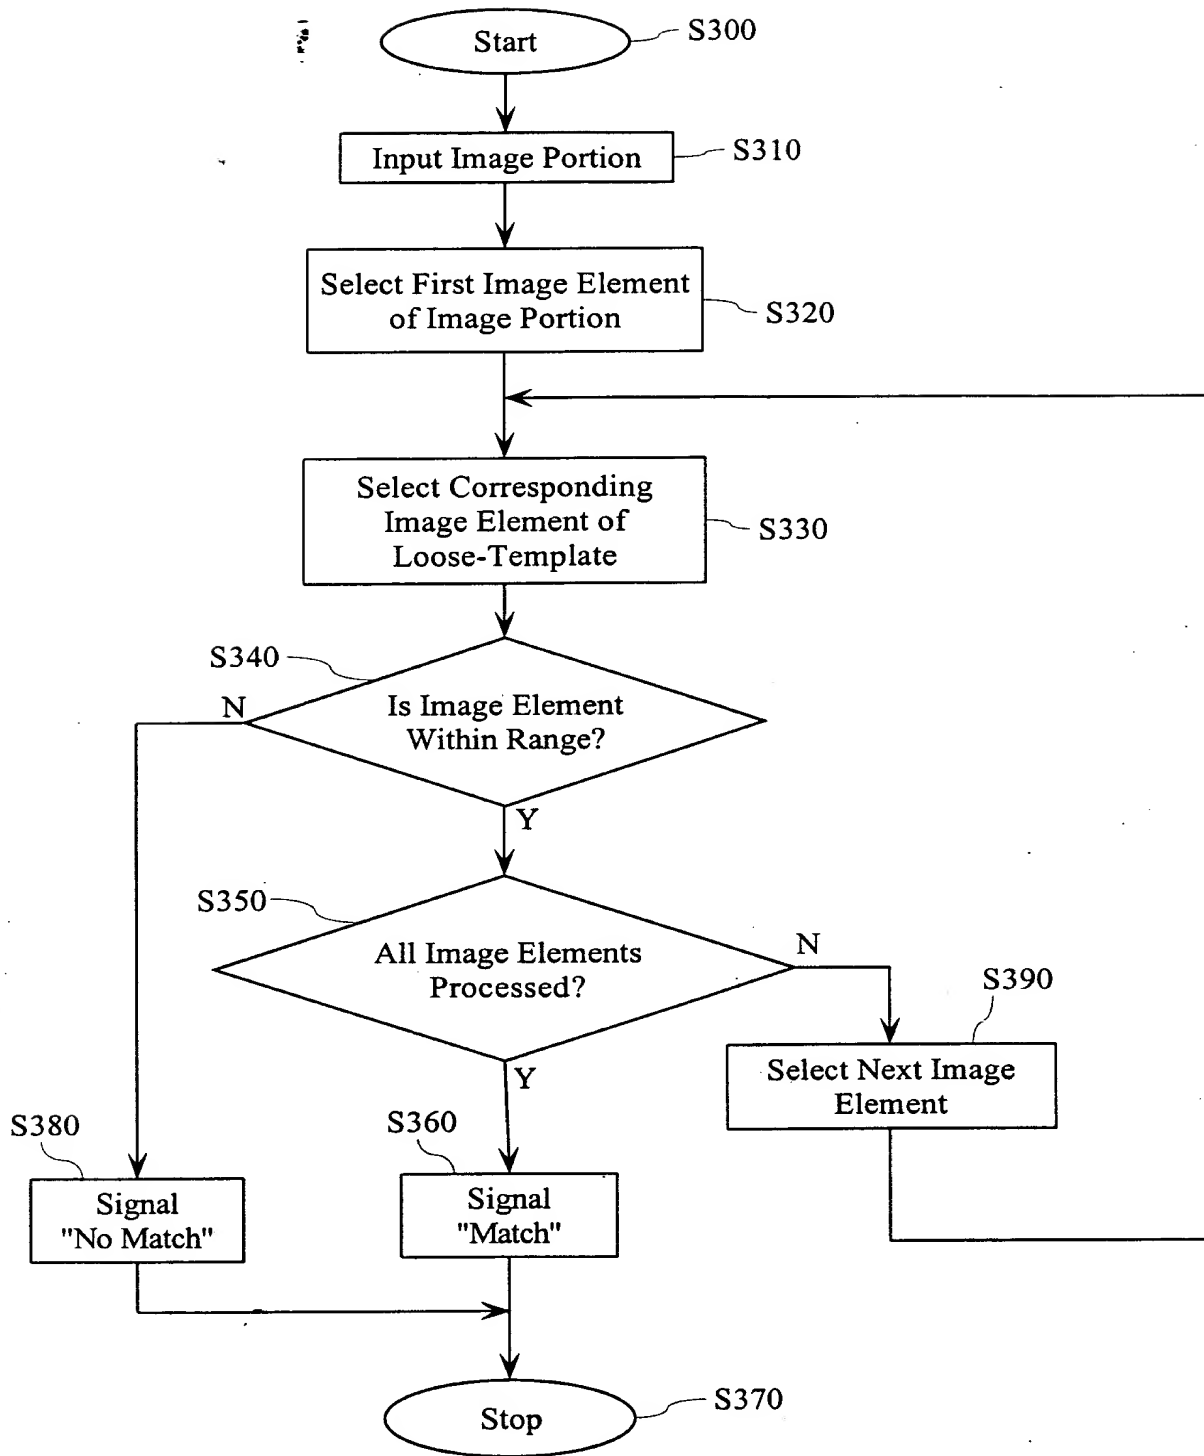 Start
S300
Input Image Portion
S310
Select First Image Element
of Image Portion
S320
Select Corresponding
Image Element of
Loose-Template
S330
S340
N
Is Image Element
Within Range?
Y
S350
All Image Elements
Processed?
N
S390
Select Next Image
Element
Y
S380
Signal
"No Match"
S360
Signal
"Match"
Stop
S370